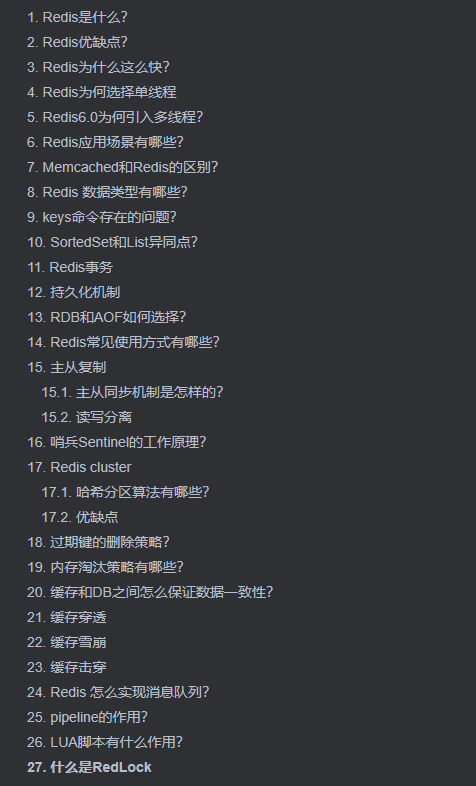 1. Redis是什么？
2. Redis优缺点？
3. Redis为什么这么快？
4. Redis为何选择单线程
5. Redis6.0为何引入多线程？
6. Redis应用场景有哪些？
7. Memcached和Redis的区别？
8. Redis 数据类型有哪些？
9. keys命令存在的问题？
10. SortedSet和List异同点？
11. Redis事务
12. 持久化机制
13. RDB和AOF如何选择？
14. Redis常见使用方式有哪些？
15. 主从复制
15.1. 主从同步机制是怎样的？
15.2. 读写分离
16. 哨兵Sentinel的工作原理？
17. Redis cluster
17.1. 哈希分区算法有哪些？
17.2. 优缺点
18. 过期键的删除策略？
19. 内存淘汰策略有哪些？
20. 缓存和DB之间怎么保证数据一致性？
21. 缓存穿透
22. 缓存雪崩
23. 缓存击穿
24. Redis 怎么实现消息队列？
25. pipeline的作用？
26. LUA脚本有什么作用？
27. 什么是RedLock